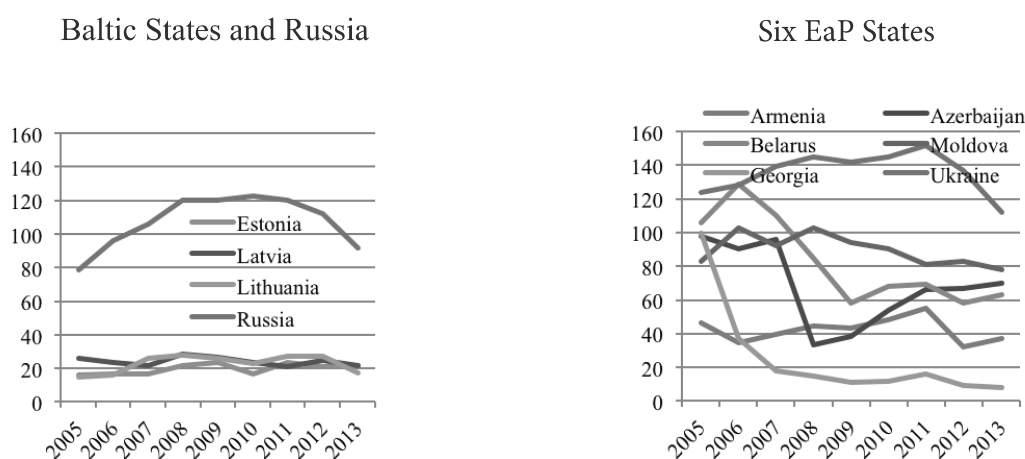 Baltic States and Russia
160
140
120
100
80
60
40
20
0
Estonia
Latvia
Lithuania
Russia
2005 2006 2007 2008 2009 2010 2011 2012 2013
Six EaP States
Armenia Azerbaijan
Belarus Moldova
Georgia Ukraine
160
140
120
100
80
60
40
20
0
2005 2006 2007 2008 2009 2010 2011 2012 2013